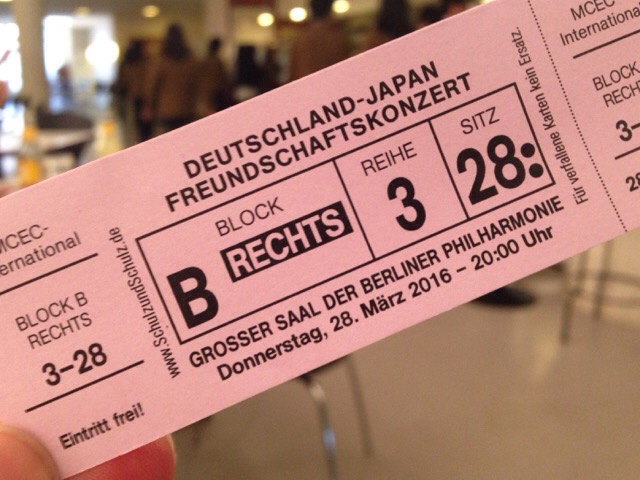 MCEC-
International
BLOCK B
RECHTS
3–28
Eintritt frei!
www.SchulzundSchulz.de
DEUTSCHLAND-JAPAN
FREUNDSCHAFTSKONZERT
BLOCK
B RECHTS
REIHE
3
SITZ
28:
GROSSER SAAL DER BERLINER PHILHARMONIE
Donnerstag, 28. März 2016 – 20:00 Uhr
Für verfallene Karten kein Ersatz.
MCEC-
International
BLOCK
RECH
3–
28